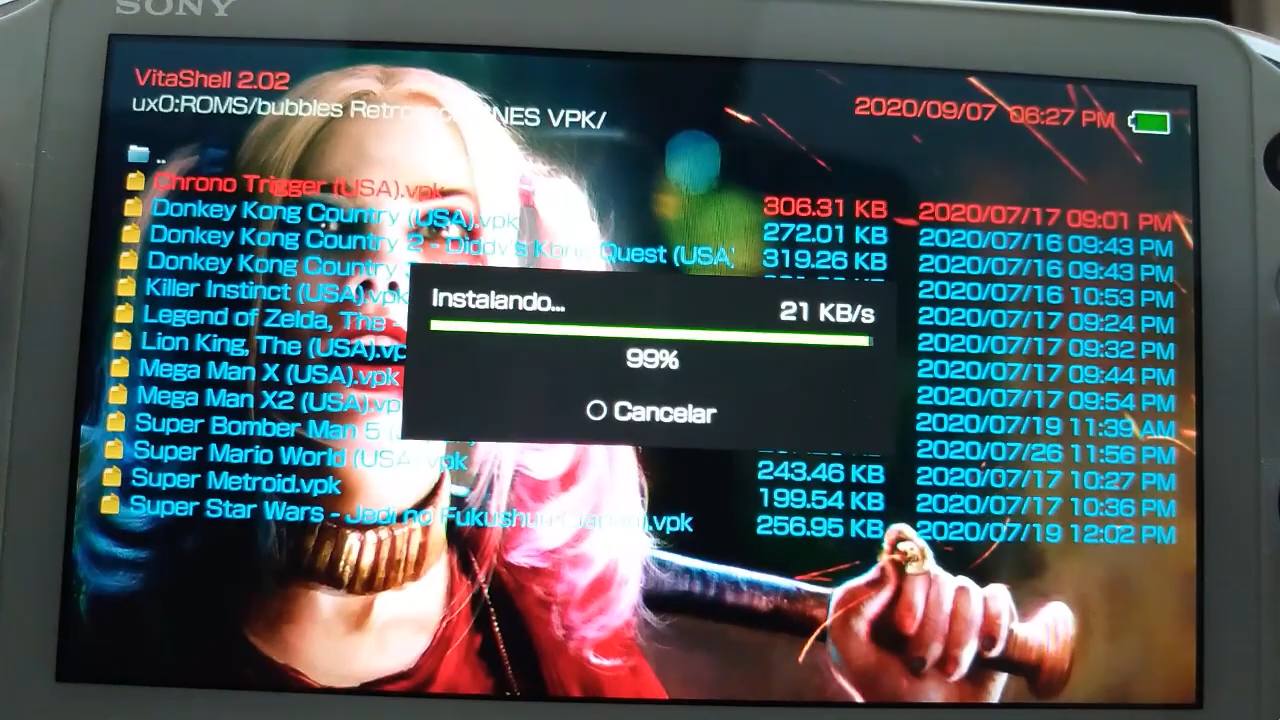 SONY
VitaShell 2.02
ux0:ROMS/bubbles Retr NES VPK/
2020/09/07 06:27 PM
..
Chrono Trigger (USA).vpk 306.31 KB 2020/07/17 09:01 PM
Donkey Kong Country (USA).vpk 272.01 KB 2020/07/16 09:43 PM
Donkey Kong Country 2 - Diddy's Kong Quest (USA) 319.26 KB 2020/07/16 09:43 PM
Donkey Kong Country 2020/07/16 10:53 PM
Killer Instinct (USA).vpk 2020/07/17 09:24 PM
Legend of Zelda, The - 2020/07/17 09:32 PM
Lion King, The (USA).vp 2020/07/17 09:44 PM
Mega Man X (USA).vpk 2020/07/17 09:54 PM
Mega Man X2 (USA).vp 2020/07/19 11:39 AM
Super Bomber Man 5 ( 2020/07/26 11:56 PM
Super Mario World (USA).vpk 243.46 KB 2020/07/17 10:27 PM
Super Metroid.vpk 199.54 KB 2020/07/17 10:36 PM
Super Star Wars - Jedi no Fukushuu (Japan).vpk 256.95 KB 2020/07/19 12:02 PM
Instalando... 21 KB/s
99%
Cancelar